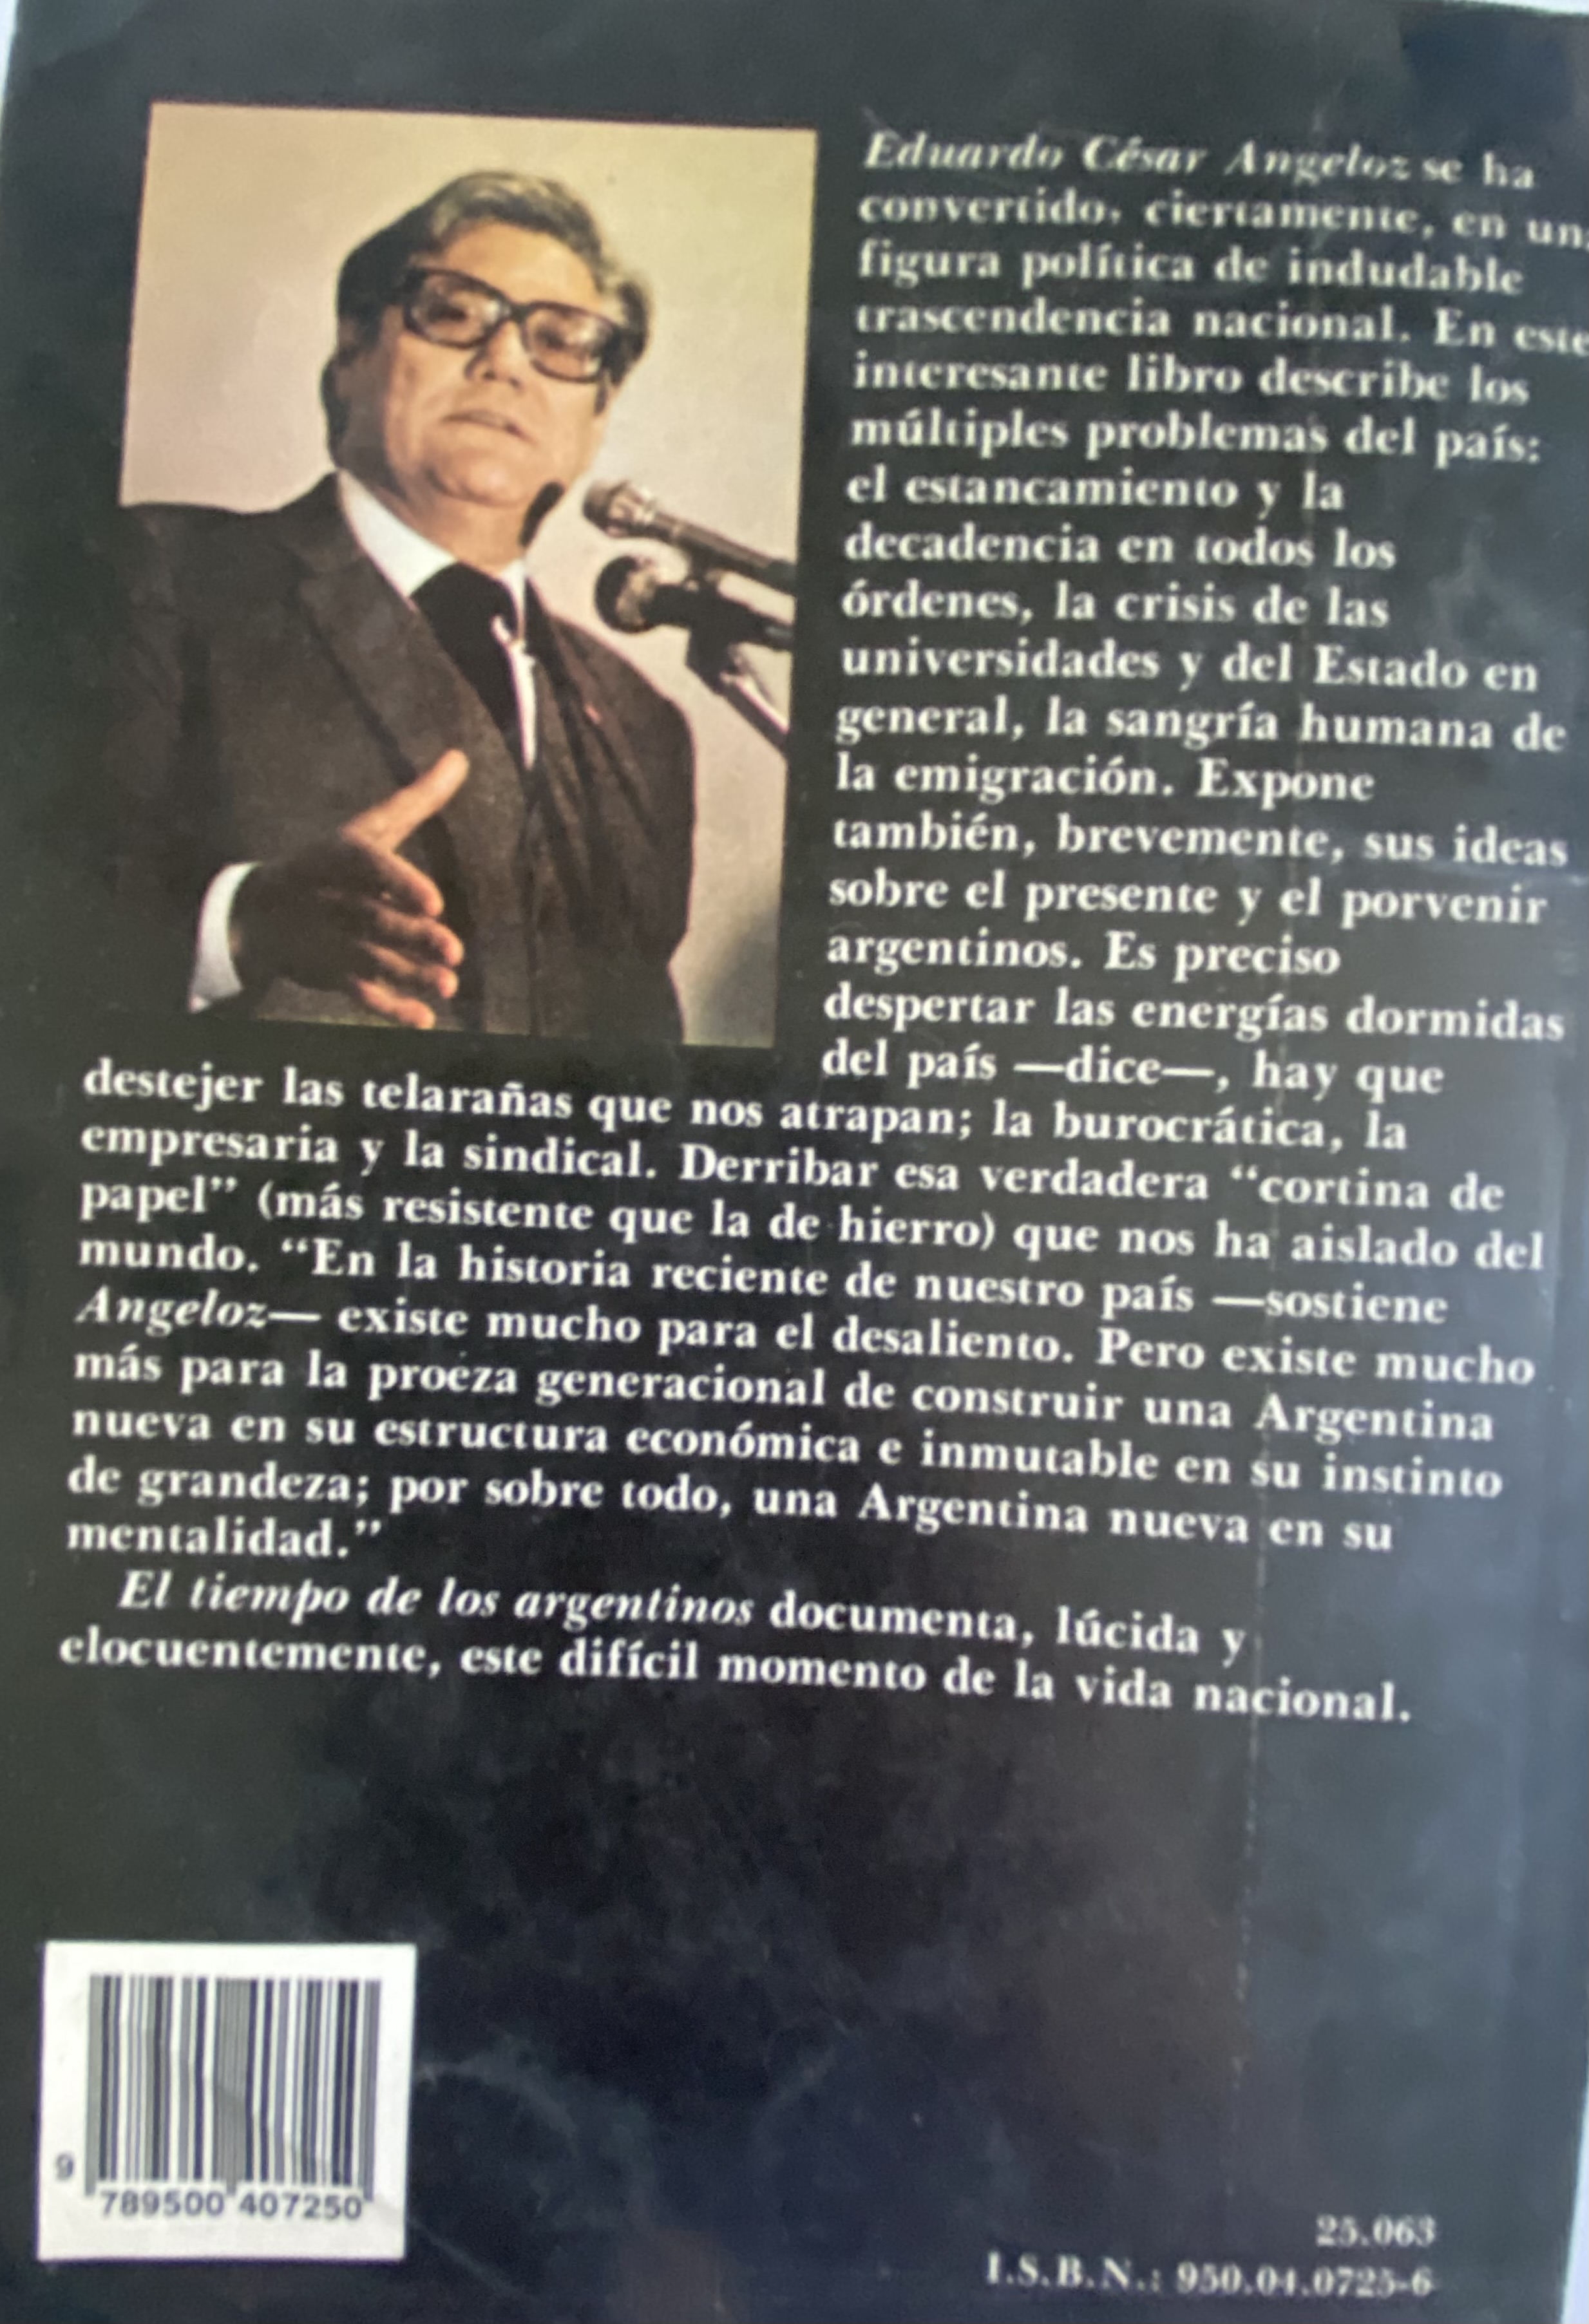 Eduardo César Angeloz se ha
convertido, ciertamente, en un
figura política de indudable
trascendencia nacional. En este
interesante libro describe los
múltiples problemas del país:
el estancamiento y la
decadencia en todos los
órdenes, la crisis de las
universidades y del Estado en
general, la sangría humana de
la emigración. Expone
también, brevemente, sus ideas
sobre el presente y el porvenir
argentinos. Es preciso
despertar las energías dormidas
del país —dice—, hay que
destejer las telarañas que nos atrapan; la burocrática, la
empresaria y la sindical. Derribar esa verdadera “cortina de
papel” (más resistente que la de hierro) que nos ha aislado del
mundo. “En la historia reciente de nuestro país —sostiene
Angeloz— existe mucho para el desaliento. Pero existe mucho
más para la proeza generacional de construir una Argentina
nueva en su estructura económica e inmutable en su instinto
de grandeza; por sobre todo, una Argentina nueva en su
mentalidad.”
El tiempo de los argentinos documenta, lúcida y
elocuentemente, este difícil momento de la vida nacional.
9 789500 407250
25.063
I.S.B.N.: 950.04.0725-6